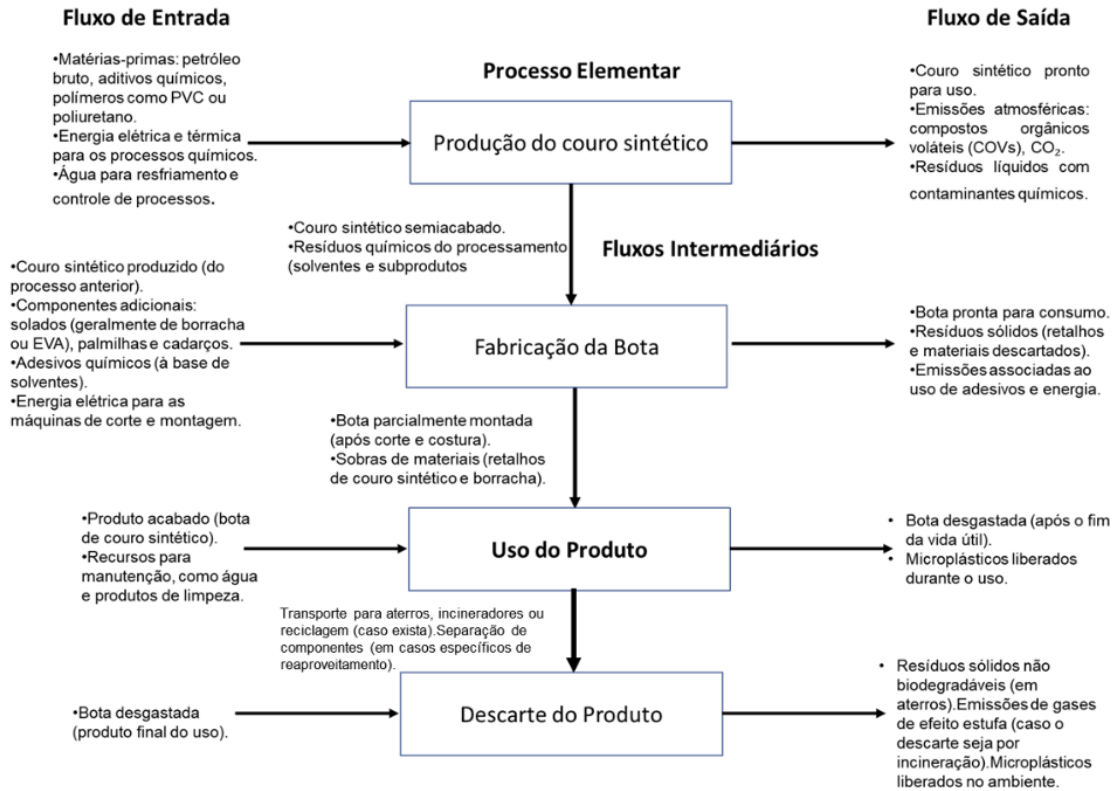 Fluxo de Entrada
Fluxo de Saída
Processo Elementar
•Matérias-primas: petróleo
bruto, aditivos químicos,
polímeros como PVC ou
poliuretano.
•Energia elétrica e térmica
para os processos químicos.
•Água para resfriamento e
controle de processos.
Produção do couro sintético
•Couro sintético pronto
para uso.
•Emissões atmosféricas:
compostos orgânicos
voláteis (COVs), CO₂.
•Resíduos líquidos com
contaminantes químicos.
•Couro sintético semiacabado.
•Resíduos químicos do processamento
(solventes e subprodutos
Fluxos Intermediários
•Couro sintético produzido (do
processo anterior).
•Componentes adicionais:
solados (geralmente de borracha
ou EVA), palmilhas e cadarços.
•Adesivos químicos (à base de
solventes).
•Energia elétrica para as
máquinas de corte e montagem.
Fabricação da Bota
•Bota pronta para consumo.
•Resíduos sólidos (retalhos
e materiais descartados).
•Emissões associadas ao
uso de adesivos e energia.
•Bota parcialmente montada
(após corte e costura).
•Sobras de materiais (retalhos
de couro sintético e borracha).
•Produto acabado (bota
de couro sintético).
•Recursos para
manutenção, como água
e produtos de limpeza.
Uso do Produto
• Bota desgastada (após o fim
da vida útil).
• Microplásticos liberados
durante o uso.
Transporte para aterros, incineradores ou
reciclagem (caso exista).Separação de
componentes (em casos específicos de
reaproveitamento).
•Bota desgastada
(produto final do uso).
Descarte do Produto
• Resíduos sólidos não
biodegradáveis (em
aterros).Emissões de gases
de efeito estufa (caso o
descarte seja por
incineração).Microplásticos
liberados no ambiente.